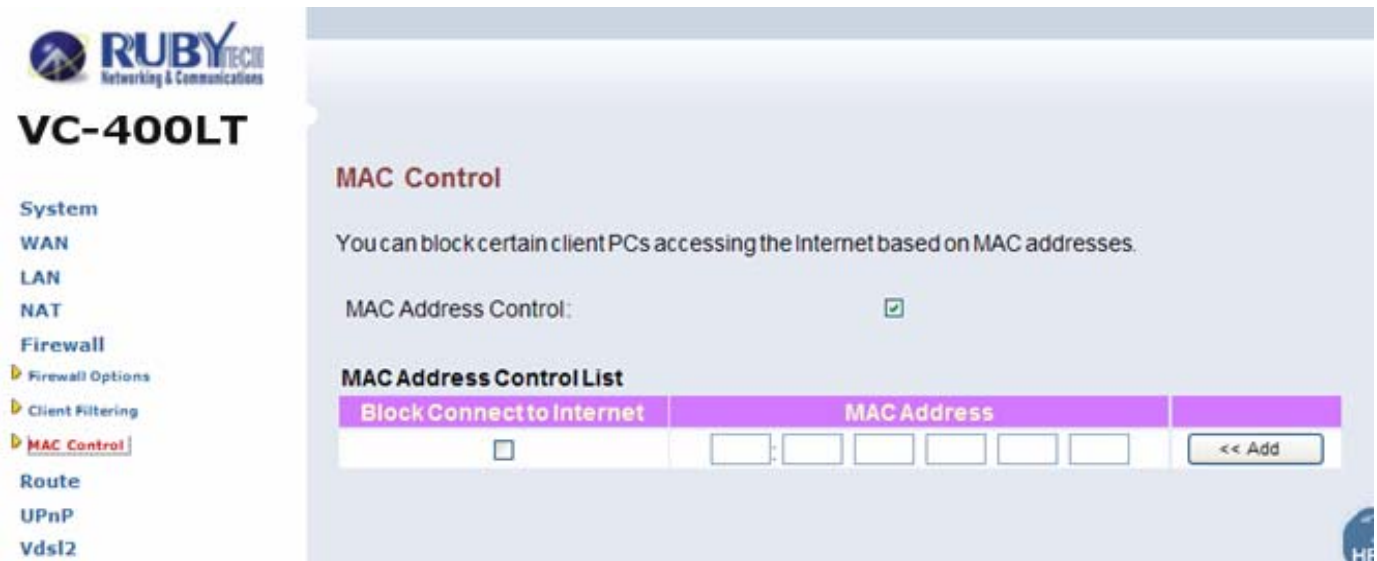 RUBYTECH
Networking & Communications
VC-400LT
System
WAN
LAN
NAT
Firewall
Firewall Options
Client Filtering
MAC Control
Route
UPnP
Vdsl2
MAC Control
You can block certain client PCs accessing the Internet based on MAC addresses.
MAC Address Control:
MAC Address Control List
Block Connect to Internet MAC Address
: << Add